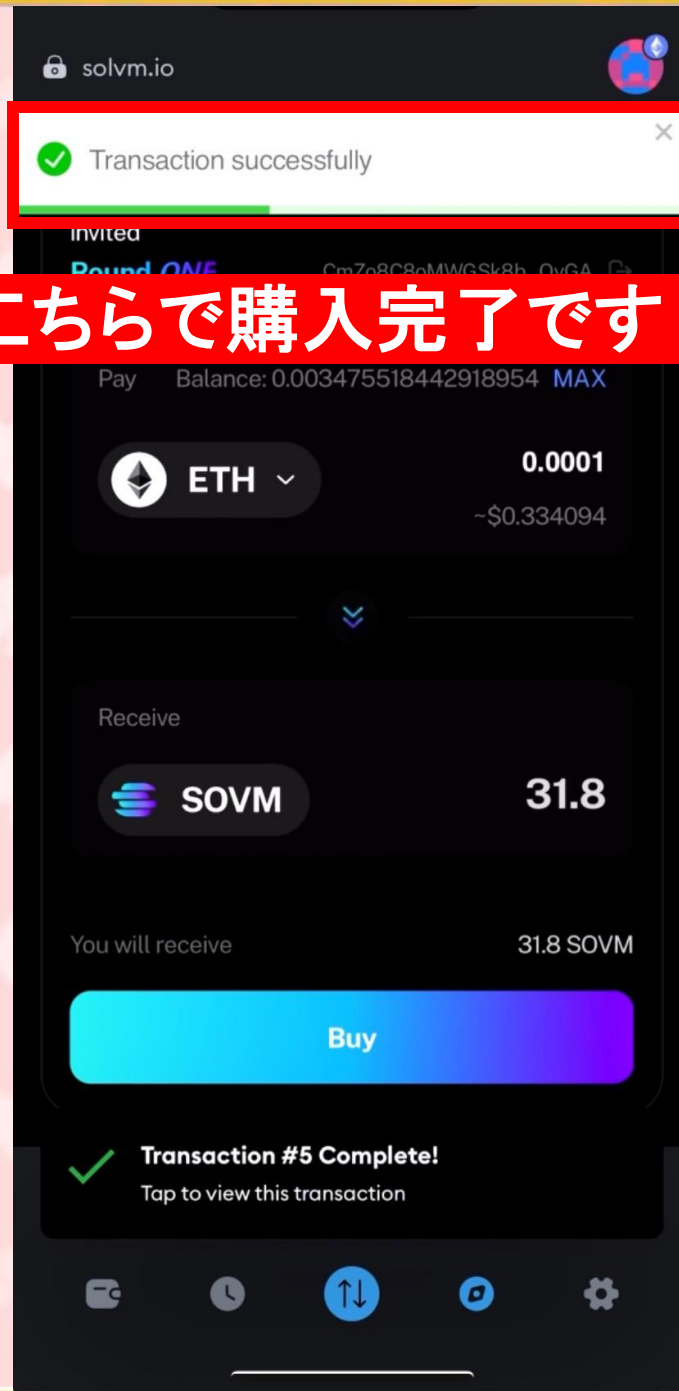 solvm.io
Transaction successfully
invited
Round ONE
こちらで購入完了です
Pay Balance: 0.003475518442918954 MAX
ETH 0.0001
~$0.334094
Receive
SOVM 31.8
You will receive 31.8 SOVM
Buy
Transaction #5 Complete!
Tap to view this transaction